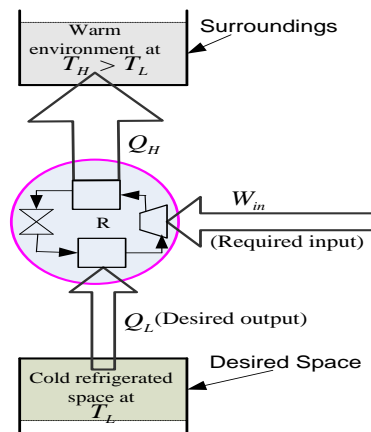 Warm
environment at
T_H > T_L
Surroundings
Q_H
R
W_in
(Required input)
Q_L (Desired output)
Desired Space
Cold refrigerated
space at
T_L